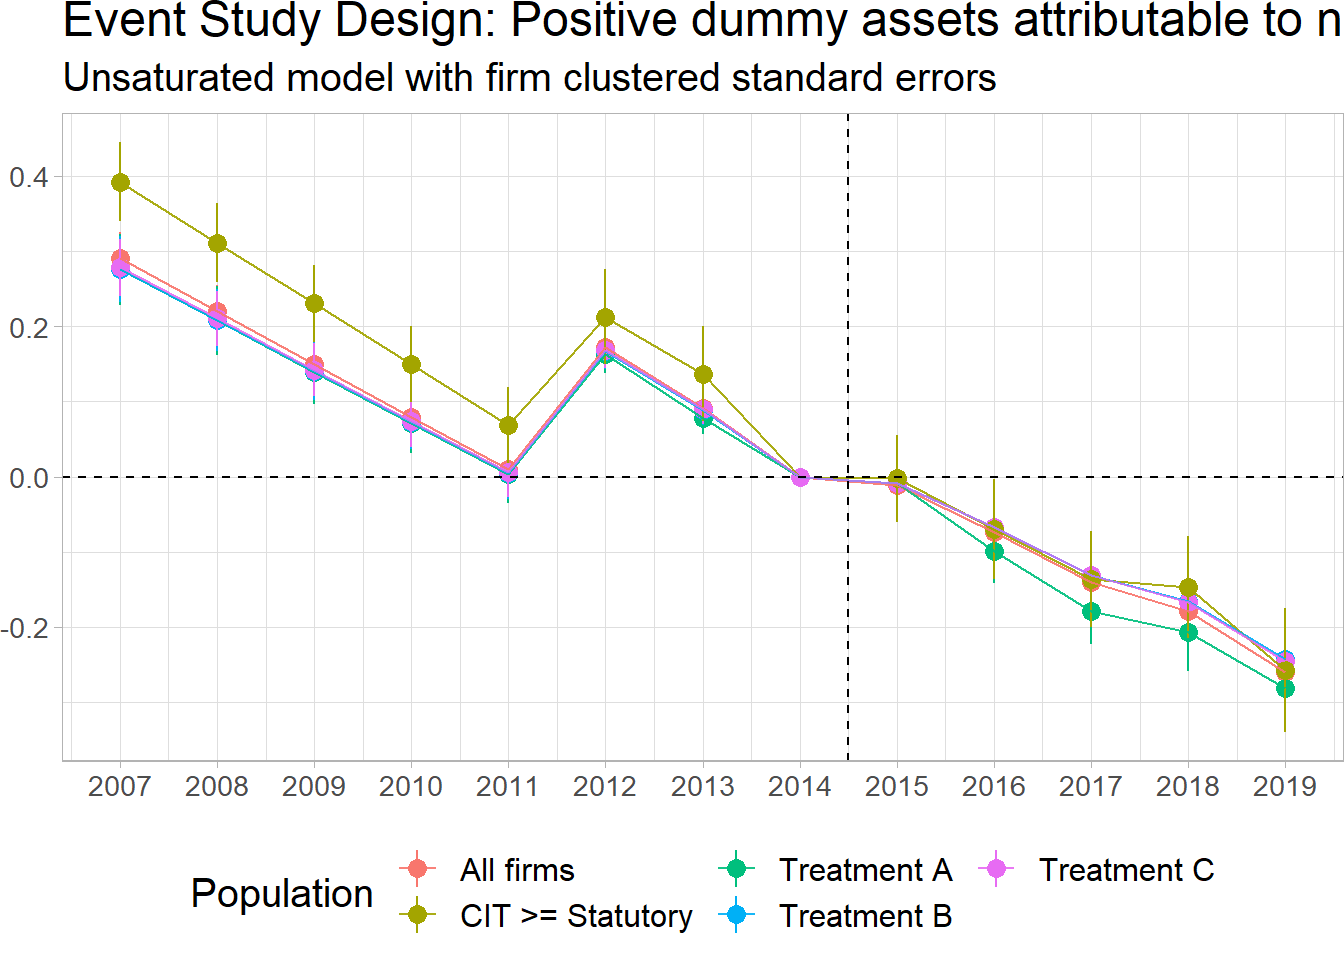 Event Study Design: Positive dummy assets attributable to
Unsaturated model with firm clustered standard errors
0.4
0.2
0.0
-0.2
2007 2008 2009 2010 2011 2012 2013 2014 2015 2016 2017 2018 2019
Population
All firms
CIT >= Statutory
Treatment A
Treatment B
Treatment C